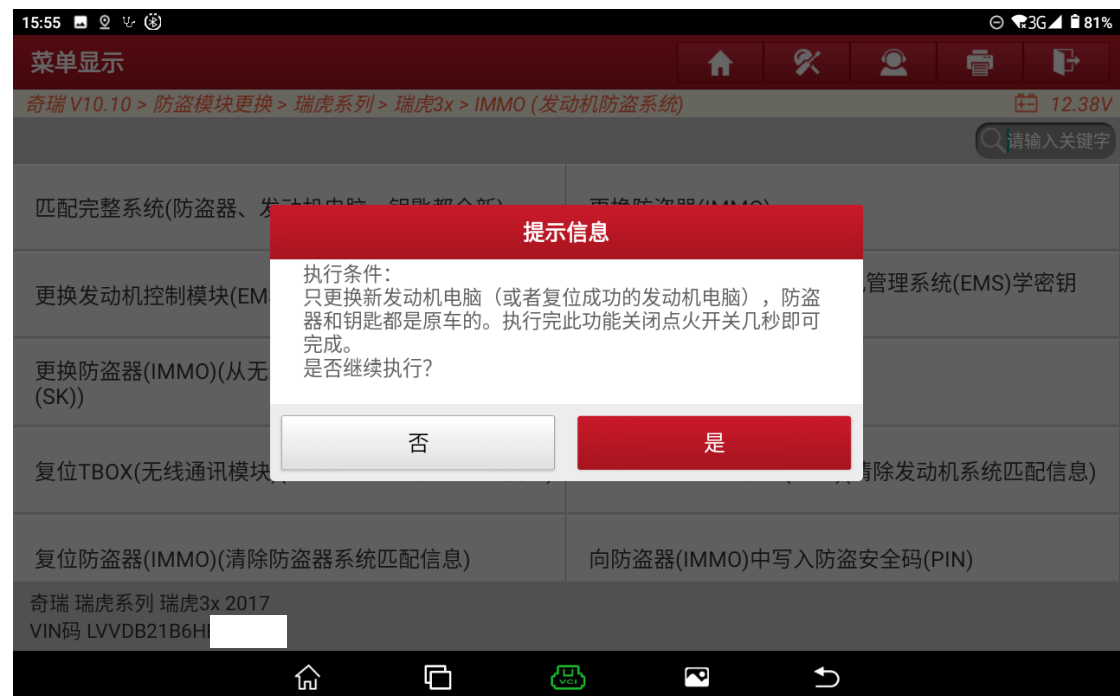 15:55
3G 81%
菜单显示
奇瑞 V10.10 > 防盗模块更换 > 瑞虎系列 > 瑞虎3x > IMMO (发动机防盗系统)
12.38V
请输入关键字
匹配完整系统(防盗器、发
提示信息
执行条件：
只更换新发动机电脑（或者复位成功的发动机电脑），防盗
器和钥匙都是原车的。执行完此功能关闭点火开关几秒即可
完成。
是否继续执行？
否
是
更换发动机控制模块(EM
管理系统(EMS)学密钥
更换防盗器(IMMO)(从无
(SK))
复位TBOX(无线通讯模块
清除发动机系统匹配信息)
复位防盗器(IMMO)(清除防盗器系统匹配信息)
向防盗器(IMMO)中写入防盗安全码(PIN)
奇瑞 瑞虎系列 瑞虎3x 2017
VIN码 LVVDB21B6H
VCI